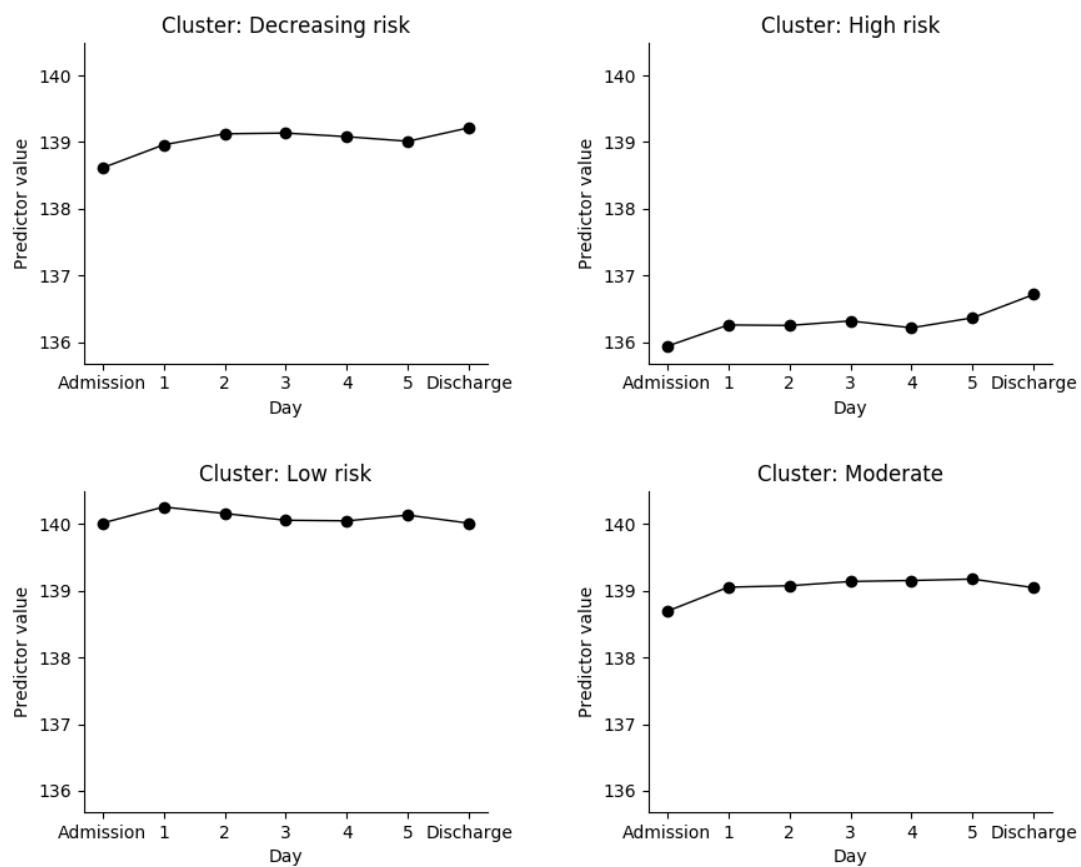 Cluster: Decreasing risk
Predictor value
140
139
138
137
136
Admission 1 2 3 4 5 Discharge
Day
Cluster: High risk
Predictor value
140
139
138
137
136
Admission 1 2 3 4 5 Discharge
Day
Cluster: Low risk
Predictor value
140
139
138
137
136
Admission 1 2 3 4 5 Discharge
Day
Cluster: Moderate
Predictor value
140
139
138
137
136
Admission 1 2 3 4 5 Discharge
Day